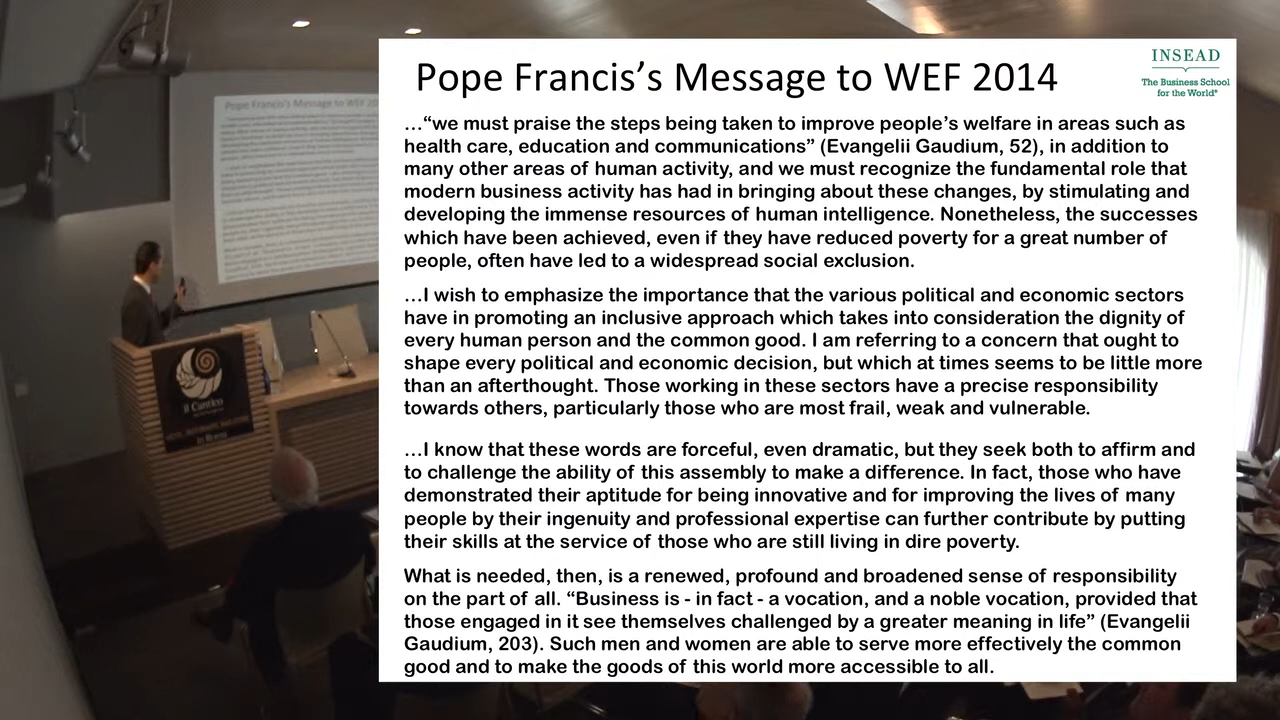 Pope Francis's Message to WEF 2014
INSEAD
The Business School
for the World®
…“we must praise the steps being taken to improve people's welfare in areas such as
health care, education and communications” (Evangelii Gaudium, 52), in addition to
many other areas of human activity, and we must recognize the fundamental role that
modern business activity has had in bringing about these changes, by stimulating and
developing the immense resources of human intelligence. Nonetheless, the successes
which have been achieved, even if they have reduced poverty for a great number of
people, often have led to a widespread social exclusion.
…I wish to emphasize the importance that the various political and economic sectors
have in promoting an inclusive approach which takes into consideration the dignity of
every human person and the common good. I am referring to a concern that ought to
shape every political and economic decision, but which at times seems to be little more
than an afterthought. Those working in these sectors have a precise responsibility
towards others, particularly those who are most frail, weak and vulnerable.
…I know that these words are forceful, even dramatic, but they seek both to affirm and
to challenge the ability of this assembly to make a difference. In fact, those who have
demonstrated their aptitude for being innovative and for improving the lives of many
people by their ingenuity and professional expertise can further contribute by putting
their skills at the service of those who are still living in dire poverty.
What is needed, then, is a renewed, profound and broadened sense of responsibility
on the part of all. “Business is - in fact - a vocation, and a noble vocation, provided that
those engaged in it see themselves challenged by a greater meaning in life” (Evangelii
Gaudium, 203). Such men and women are able to serve more effectively the common
good and to make the goods of this world more accessible to all.
Pope Francis's Message to WEF 20
il Cantico